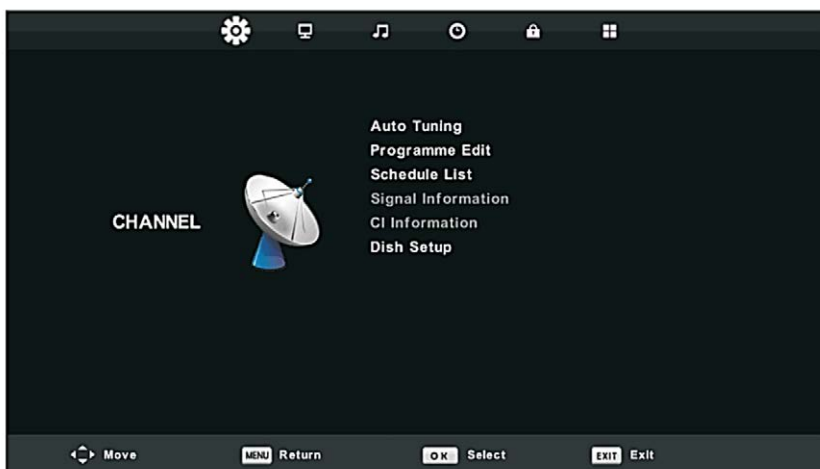 CHANNEL
Auto Tuning
Programme Edit
Schedule List
Signal Information
CI Information
Dish Setup
Move MENU Return OK Select EXIT Exit